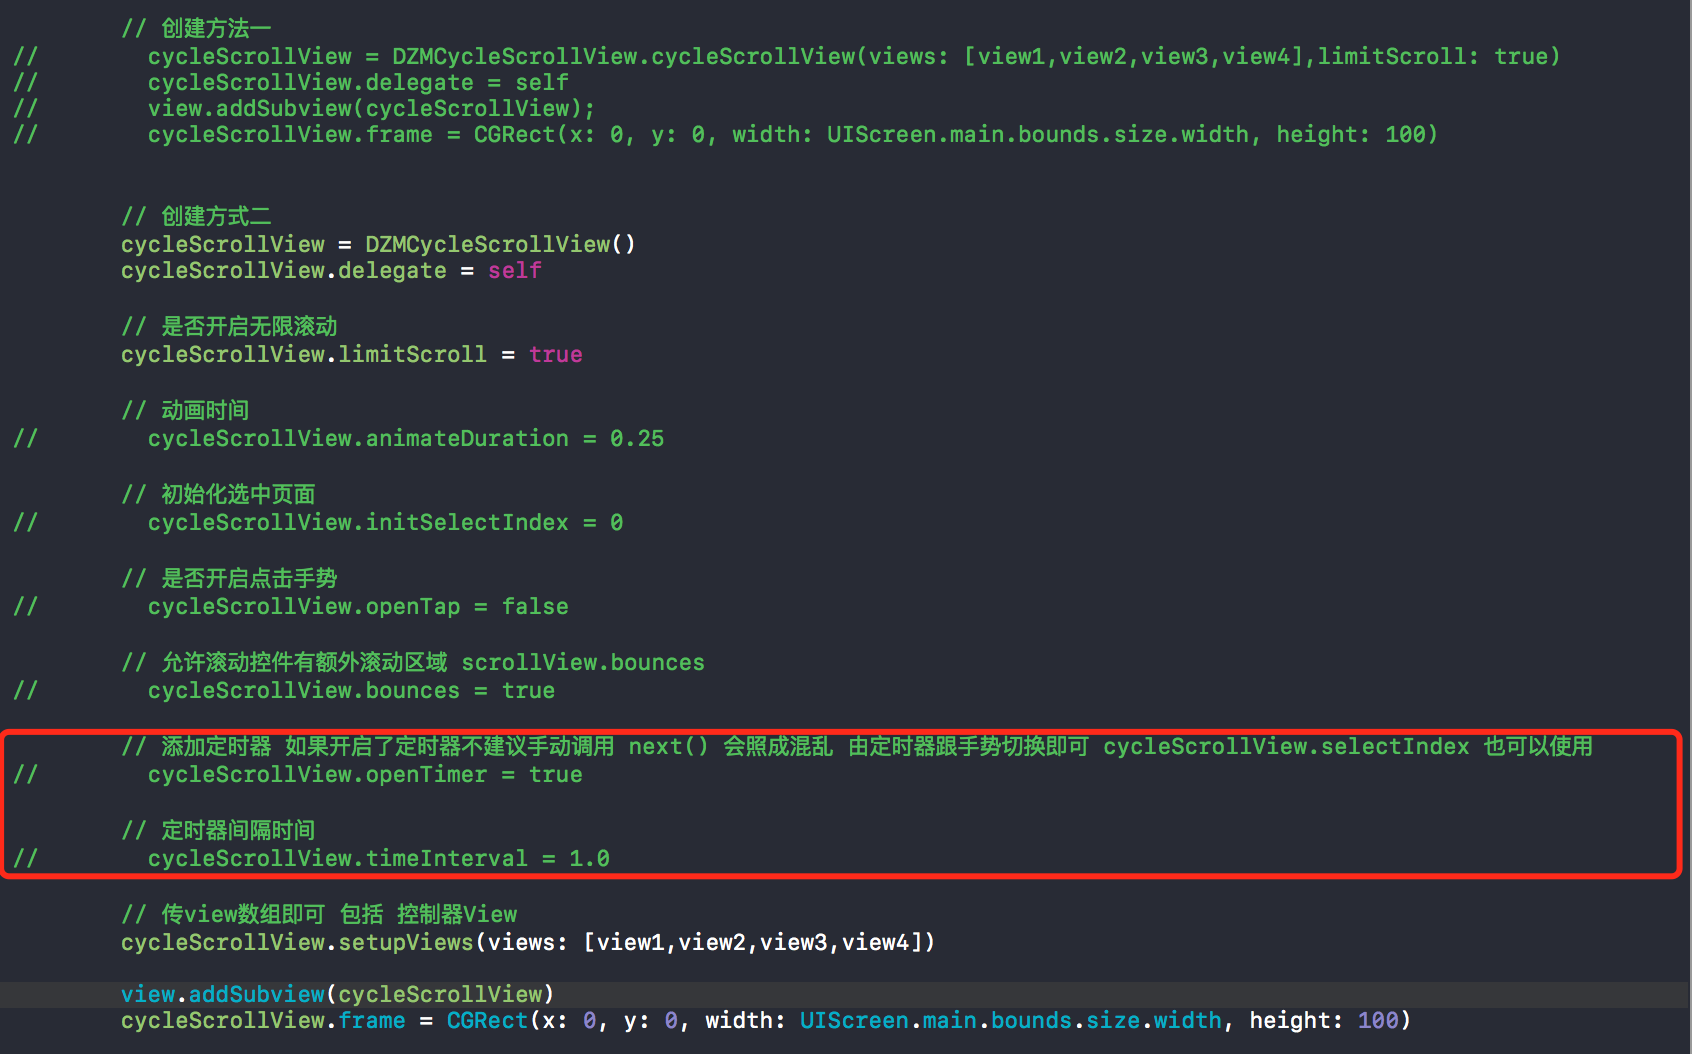 // 创建方法一
//        cycleScrollView = DZMCycleScrollView.cycleScrollView(views: [view1,view2,view3,view4],limitScroll: true)
//        cycleScrollView.delegate = self
//        view.addSubview(cycleScrollView);
//        cycleScrollView.frame = CGRect(x: 0, y: 0, width: UIScreen.main.bounds.size.width, height: 100)
// 创建方式二
cycleScrollView = DZMCycleScrollView()
cycleScrollView.delegate = self
// 是否开启无限滚动
cycleScrollView.limitScroll = true
// 动画时间
//        cycleScrollView.animateDuration = 0.25
// 初始化选中页面
//        cycleScrollView.initSelectIndex = 0
// 是否开启点击手势
//        cycleScrollView.openTap = false
// 允许滚动控件有额外滚动区域 scrollView.bounces
//        cycleScrollView.bounces = true
// 添加定时器 如果开启了定时器不建议手动调用 next() 会照成混乱 由定时器跟手势切换即可 cycleScrollView.selectIndex 也可以使用
//        cycleScrollView.openTimer = true
// 定时器间隔时间
//        cycleScrollView.timeInterval = 1.0
// 传view数组即可 包括 控制器View
cycleScrollView.setupViews(views: [view1,view2,view3,view4])
view.addSubview(cycleScrollView)
cycleScrollView.frame = CGRect(x: 0, y: 0, width: UIScreen.main.bounds.size.width, height: 100)